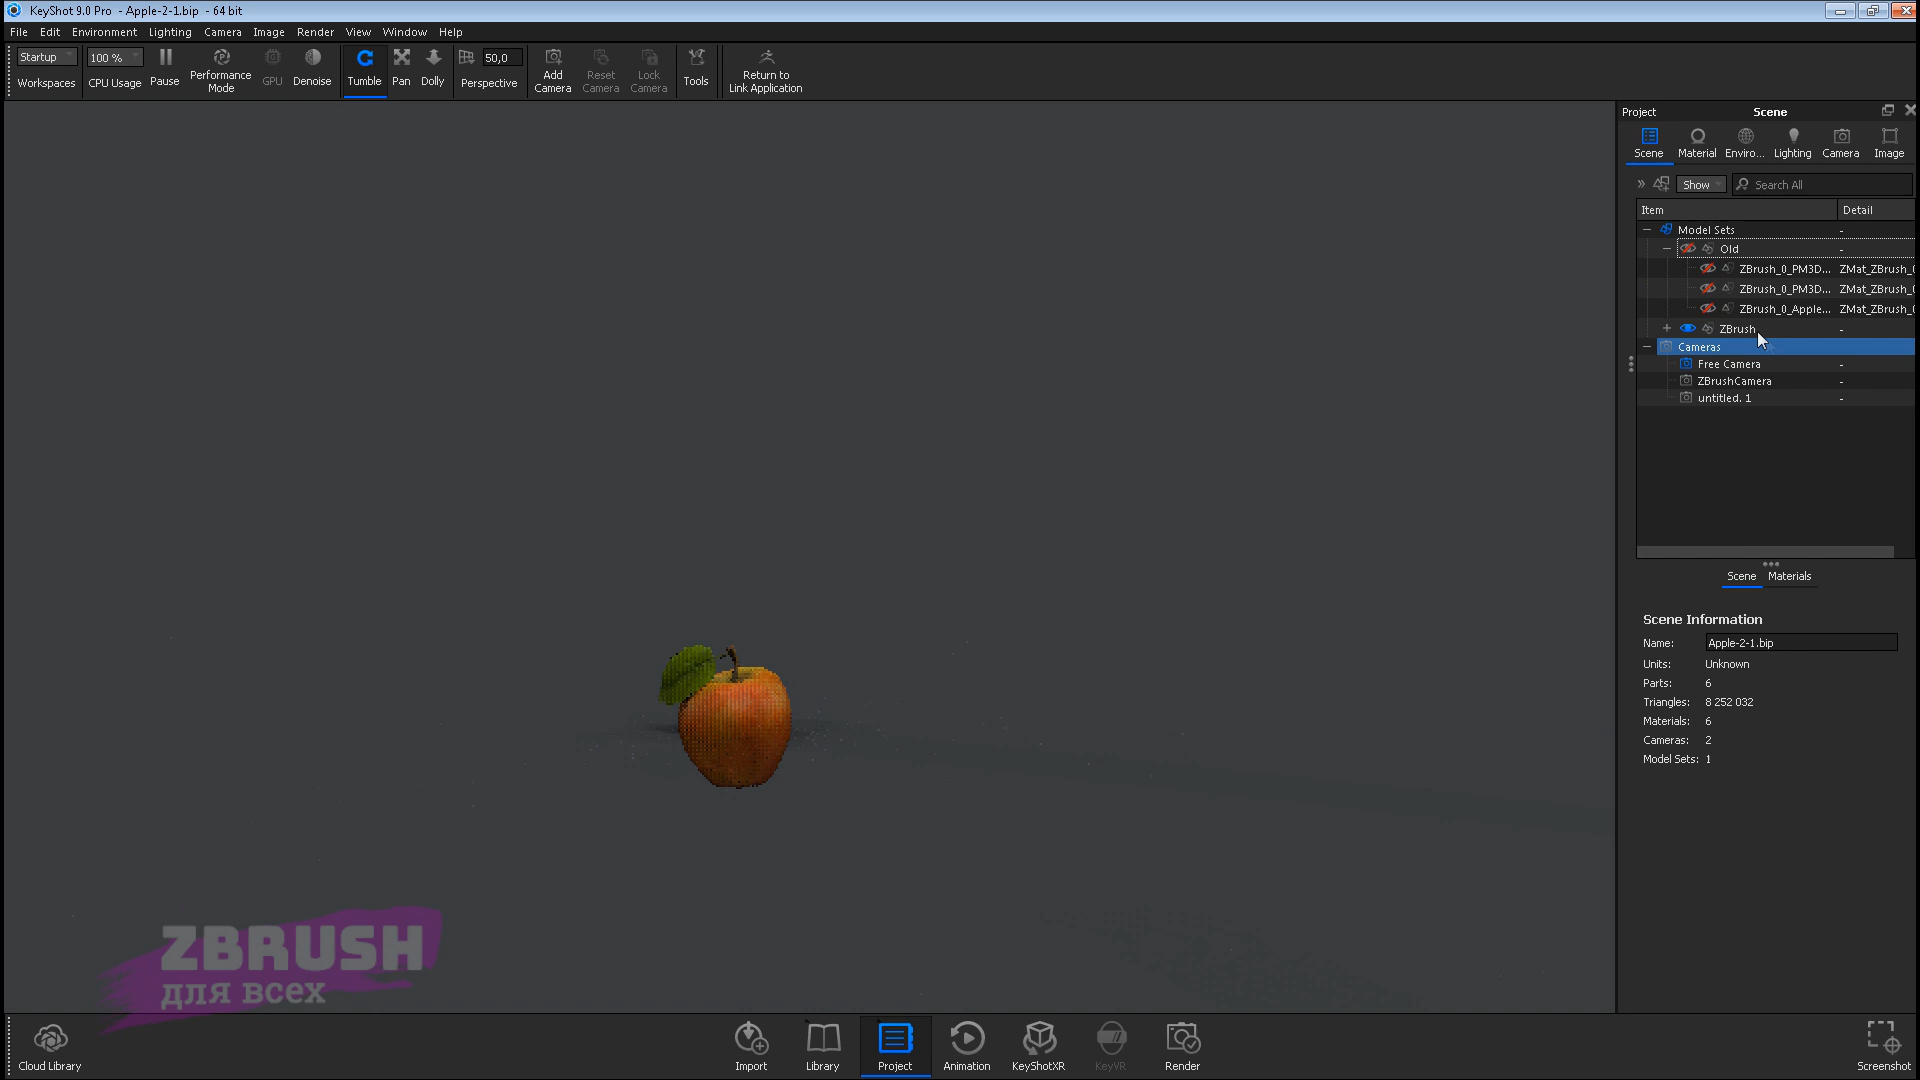 KeyShot 9.0 Pro - Apple-2-1.bip - 64 bit
File Edit Environment Lighting Camera Image Render View Window Help
Startup
Workspaces
100 %
CPU Usage
Pause
Performance
Mode
GPU
Denoise
Tumble
Pan
Dolly
50,0
Perspective
Add
Camera
Reset
Camera
Lock
Camera
Tools
Return to
Link Application
Project
Scene
Scene Material Enviro... Lighting Camera Image
Show
Search All
Item Detail
Model Sets -
Old -
ZBrush_0_PM3D... ZMat_ZBrush_0
ZBrush_0_PM3D... ZMat_ZBrush_0
ZBrush_0_Apple... ZMat_ZBrush_0
ZBrush -
Cameras
Free Camera -
ZBrushCamera -
untitled. 1 -
Scene Materials
Scene Information
Name: Apple-2-1.bip
Units: Unknown
Parts: 6
Triangles: 8 252 032
Materials: 6
Cameras: 2
Model Sets: 1
ZBRUSH
для всех
Cloud Library
Import
Library
Project
Animation
KeyShotXR
KeyVR
Render
Screenshot